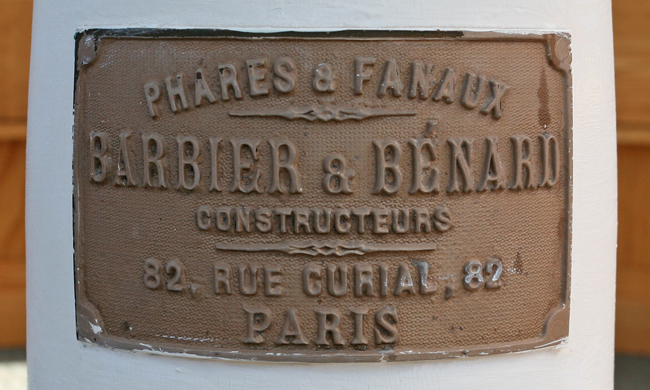 PHARES & FANAUX
BARBIER & BÉNARD
CONSTRUCTEURS
82, RUE CURIAL, 82
PARIS